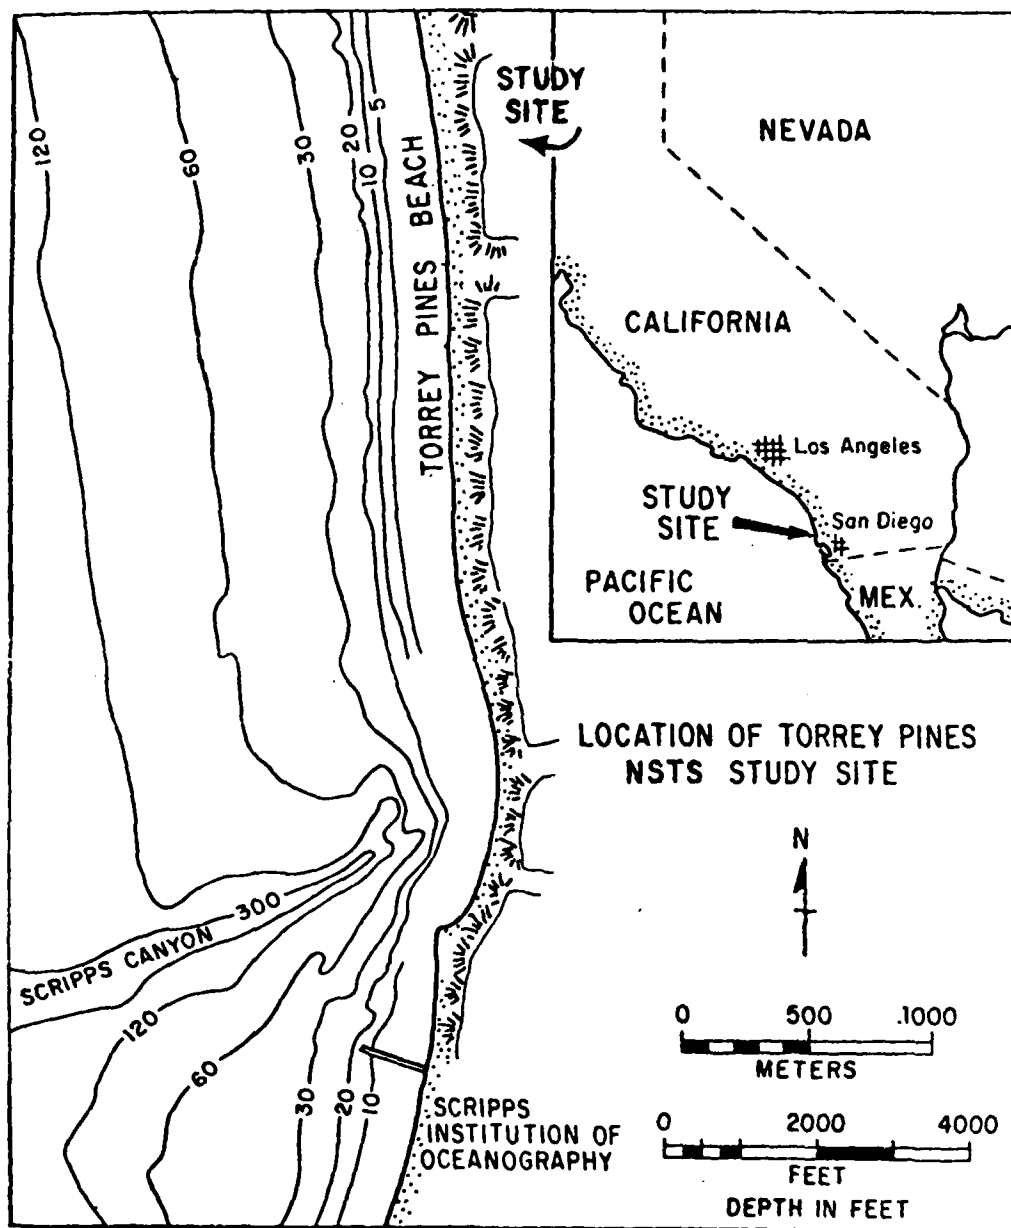 120
60
30
20
10
5
TORREY PINES BEACH
STUDY
SITE
NEVADA
CALIFORNIA
Los Angeles
STUDY
SITE
San Diego
PACIFIC
OCEAN
MEX.
LOCATION OF TORREY PINES
NSTS STUDY SITE
N
300
SCRIPPS CANYON
120
60
30
20
10
SCRIPPS
INSTITUTION OF
OCEANOGRAPHY
0 500 .1000
METERS
0 2000 4000
FEET
DEPTH IN FEET